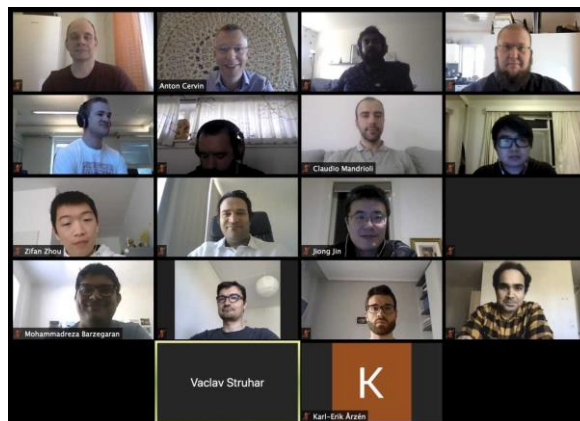 Anton Cervin
Claudio Mandrioli
Zifan Zhou
Jiong Jin
Mohammadreza Barzegaran
Vaclav Struhar
K
Karl-Erik Årzén